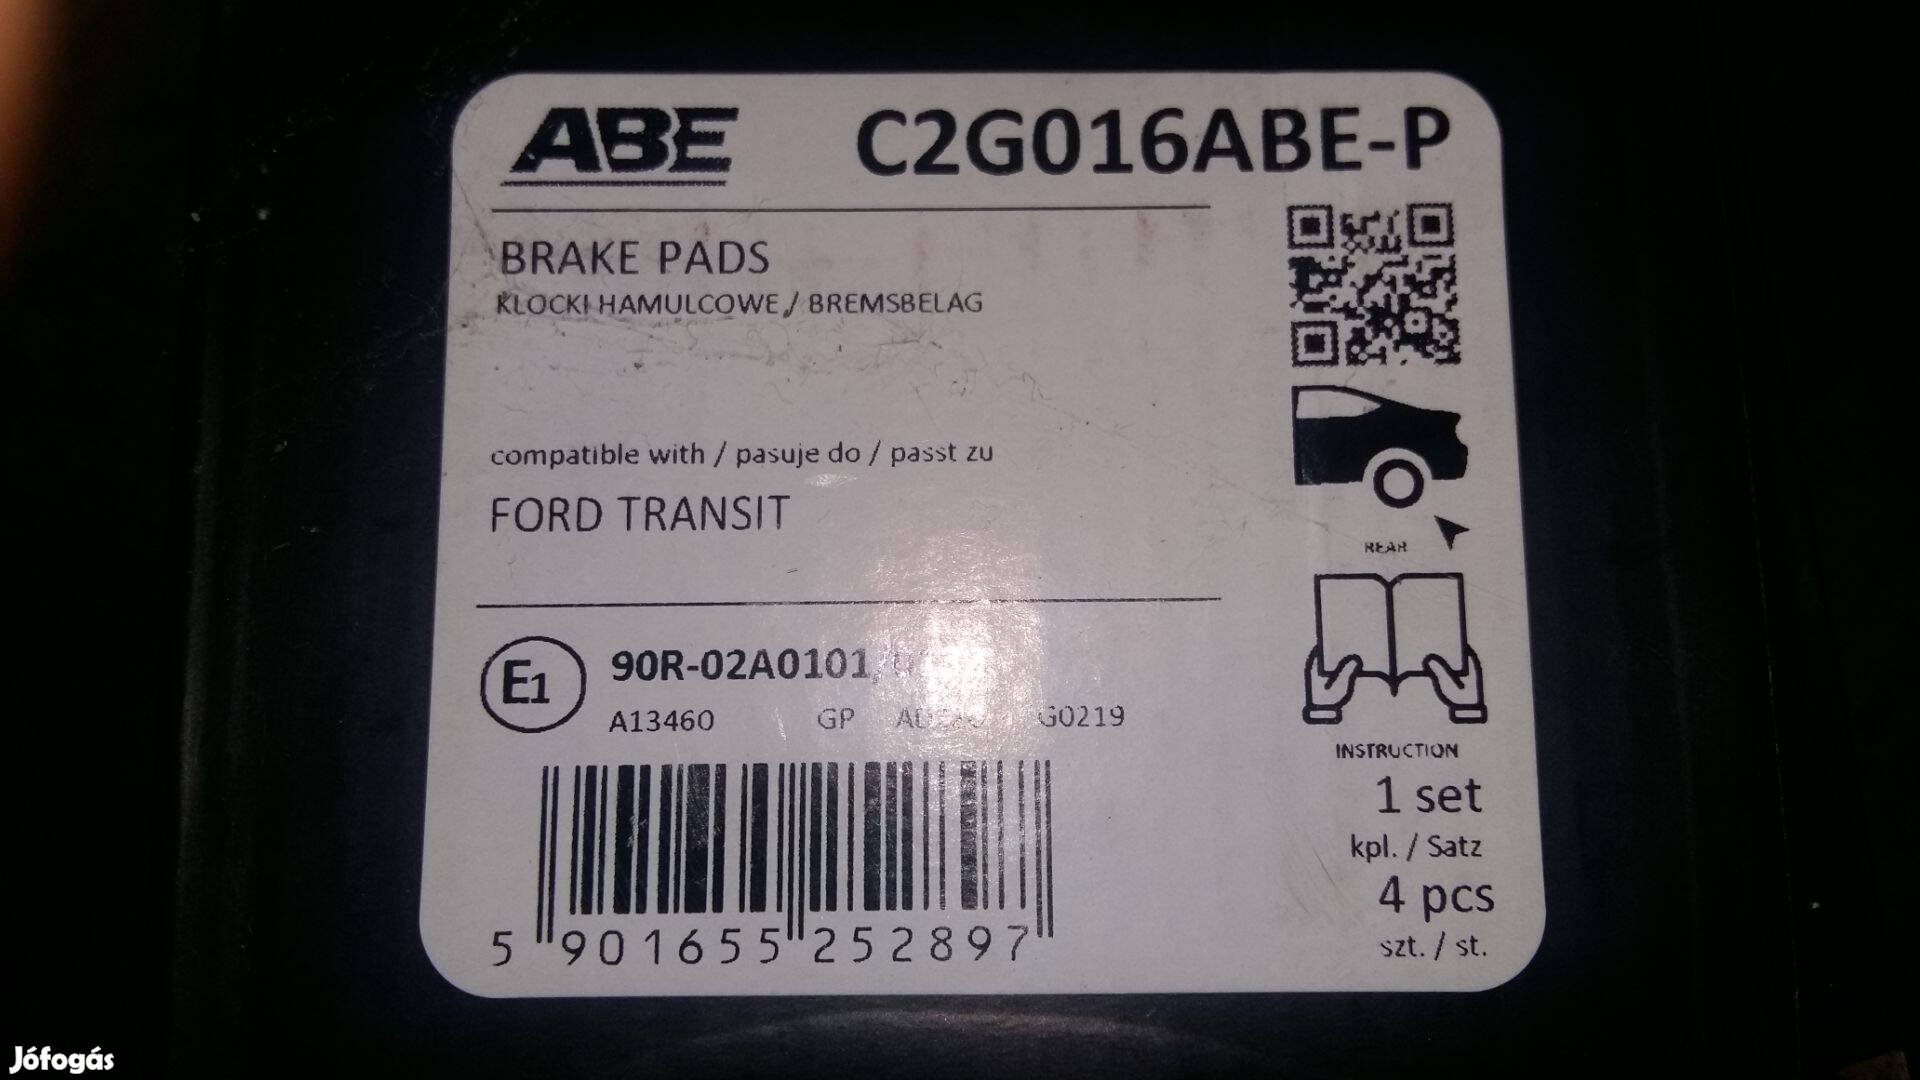 ABE C2G016ABE-P
BRAKE PADS
KLOCKI HAMULCOWE / BREMSBELAG
compatible with / pasuje do / passt zu
FORD TRANSIT
REAR
E1 90R-02A0101
A13460 GP G0219
INSTRUCTION
1 set
kpl. / Satz
4 pcs
szt. / st.
5 901655 252897
Jófogás